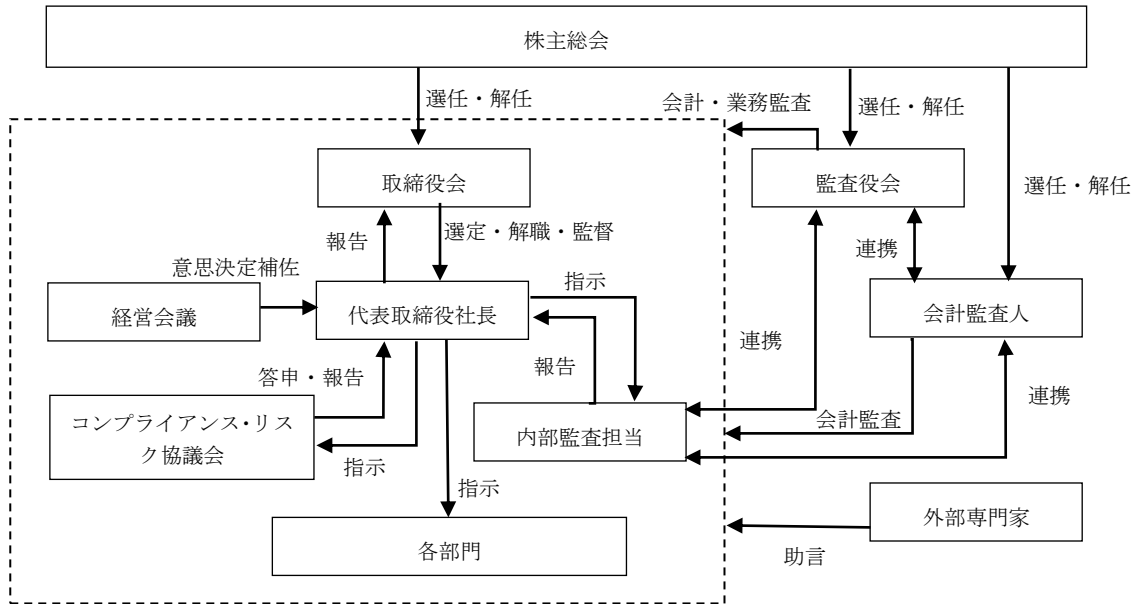 株主総会
選任・解任
会計・業務監査
選任・解任
取締役会
監査役会
選任・解任
報告
選定・解職・監督
連携
意思決定補佐
指示
経営会議
代表取締役社長
会計監査人
連携
報告
答申・報告
連携
コンプライアンス・リス
ク協議会
内部監査担当
会計監査
指示
指示
外部専門家
各部門
助言